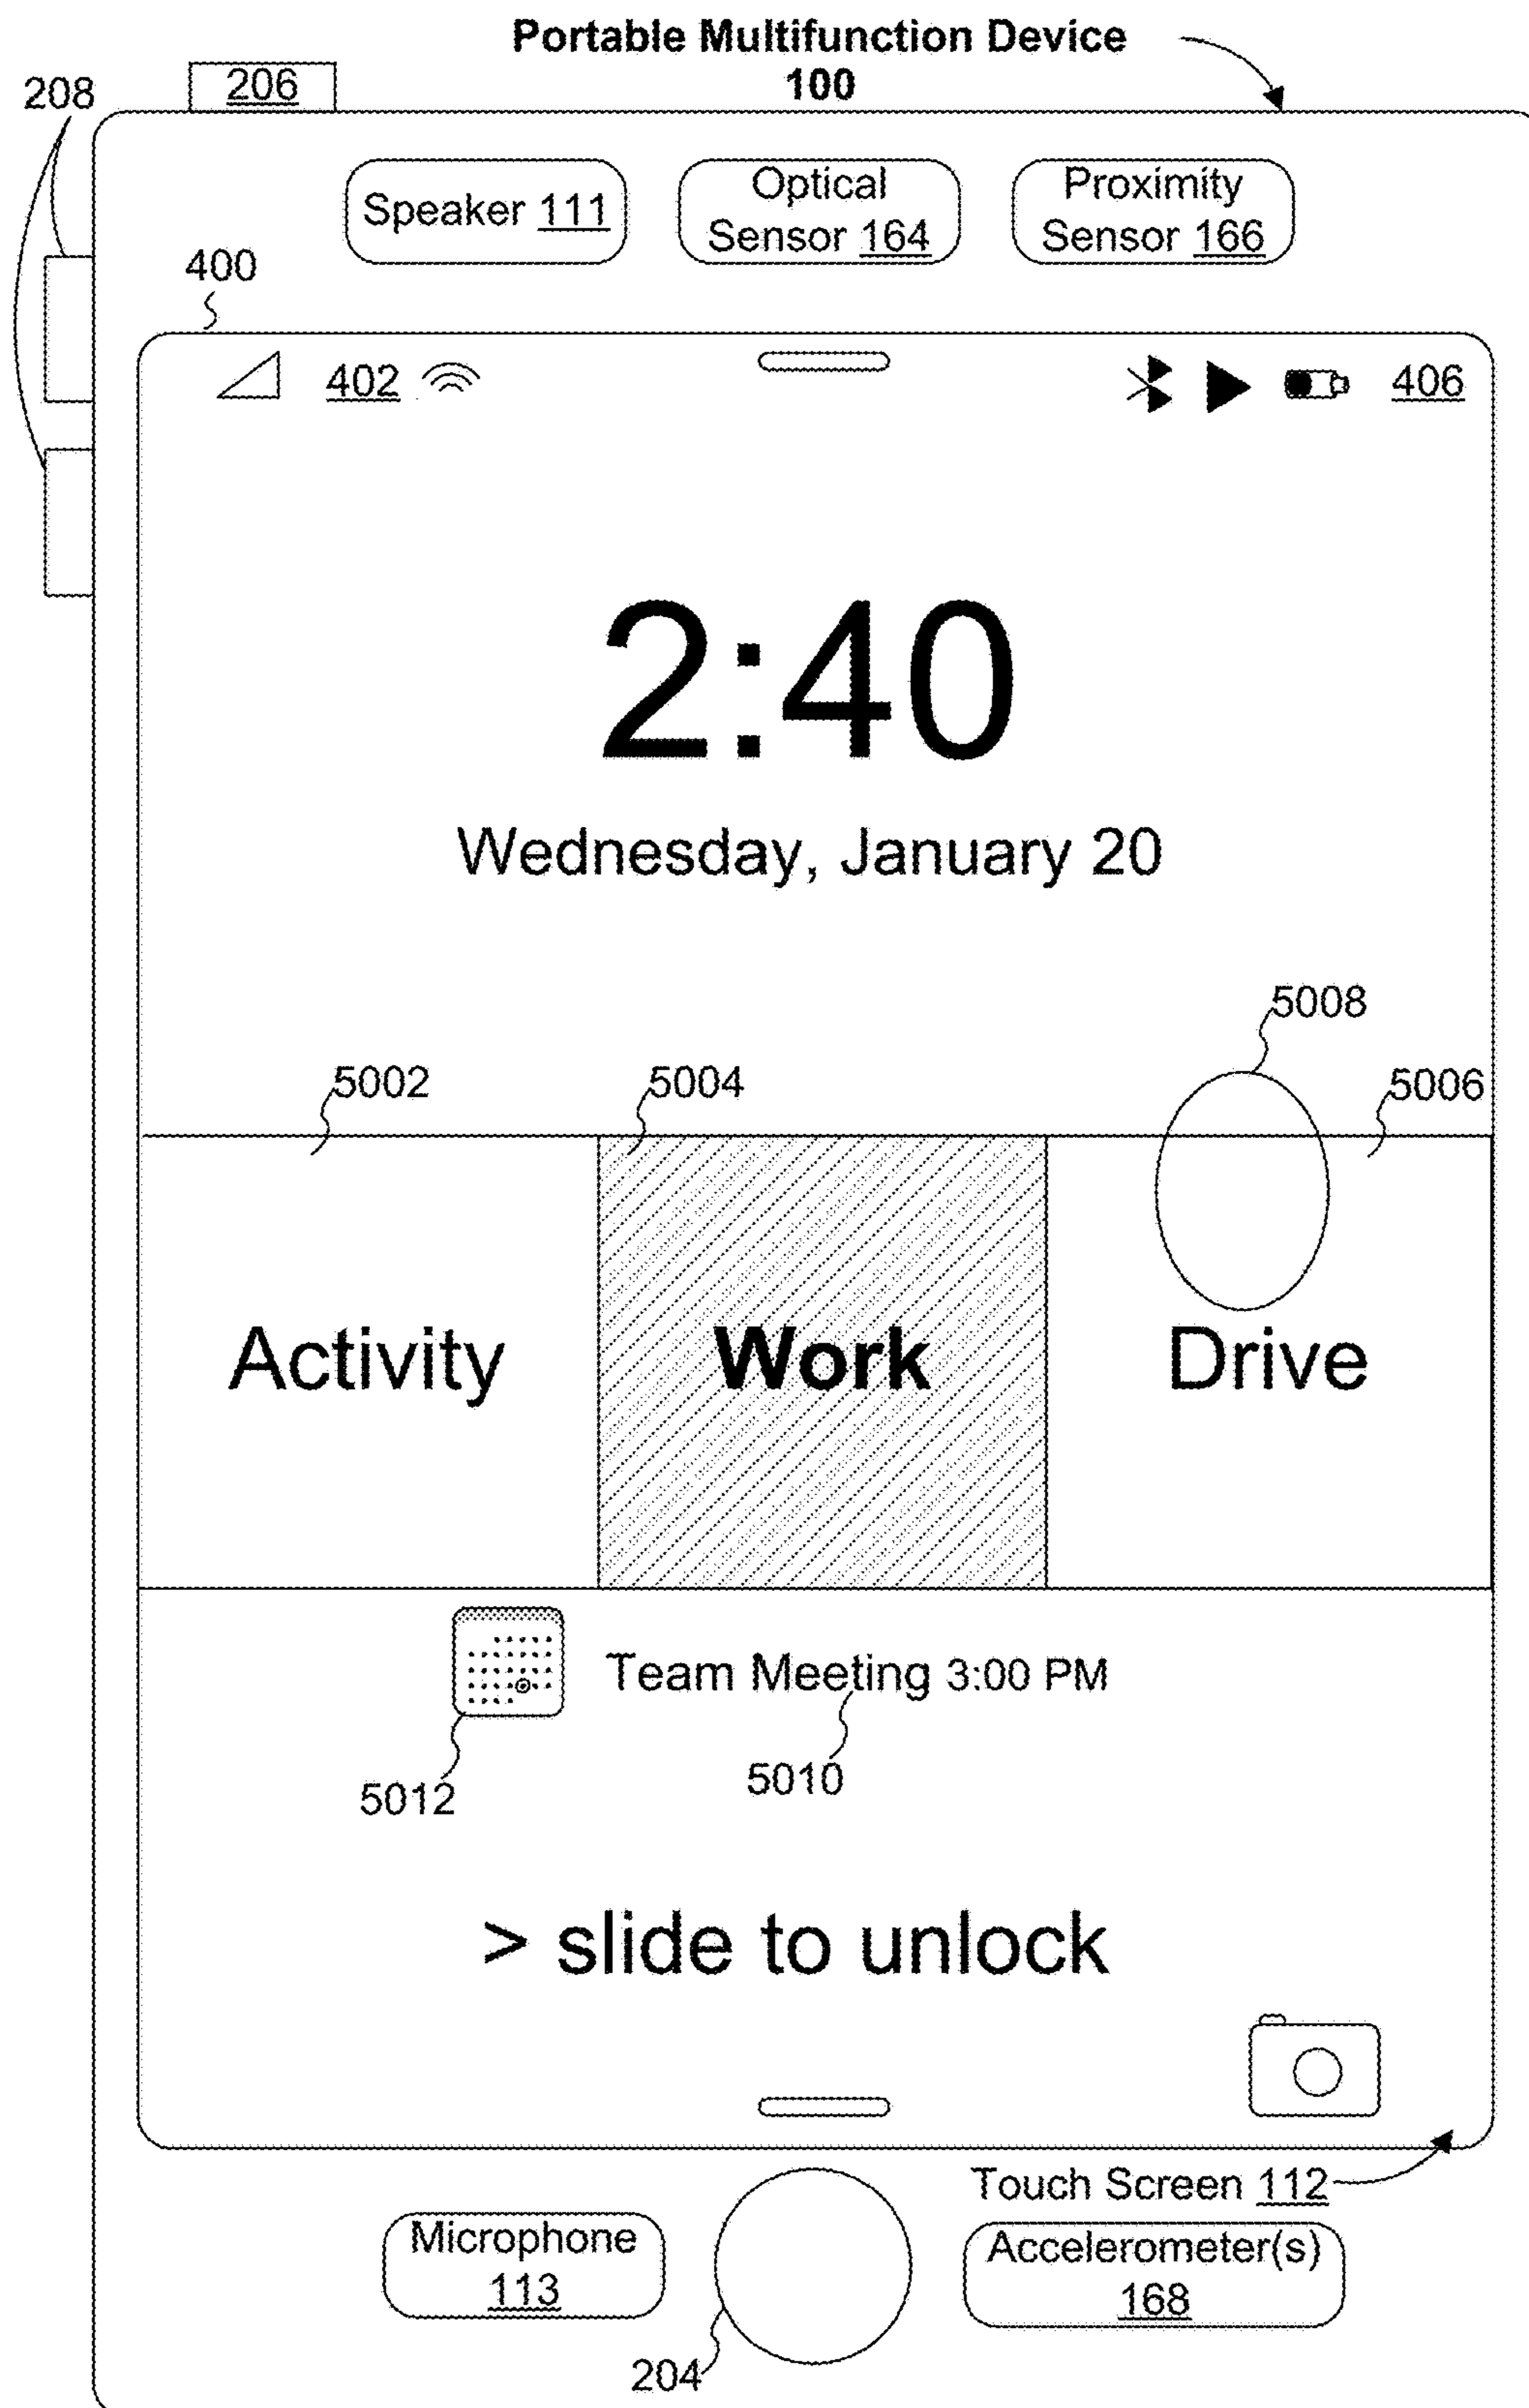 Portable Multifunction Device
100
208
206
Speaker 111
Optical
Sensor 164
Proximity
Sensor 166
400
402
406
2:40
Wednesday, January 20
5008
5002
5004
5006
Activity
Work
Drive
Team Meeting 3:00 PM
5012
5010
> slide to unlock
Touch Screen 112
Microphone
113
Accelerometer(s)
168
204